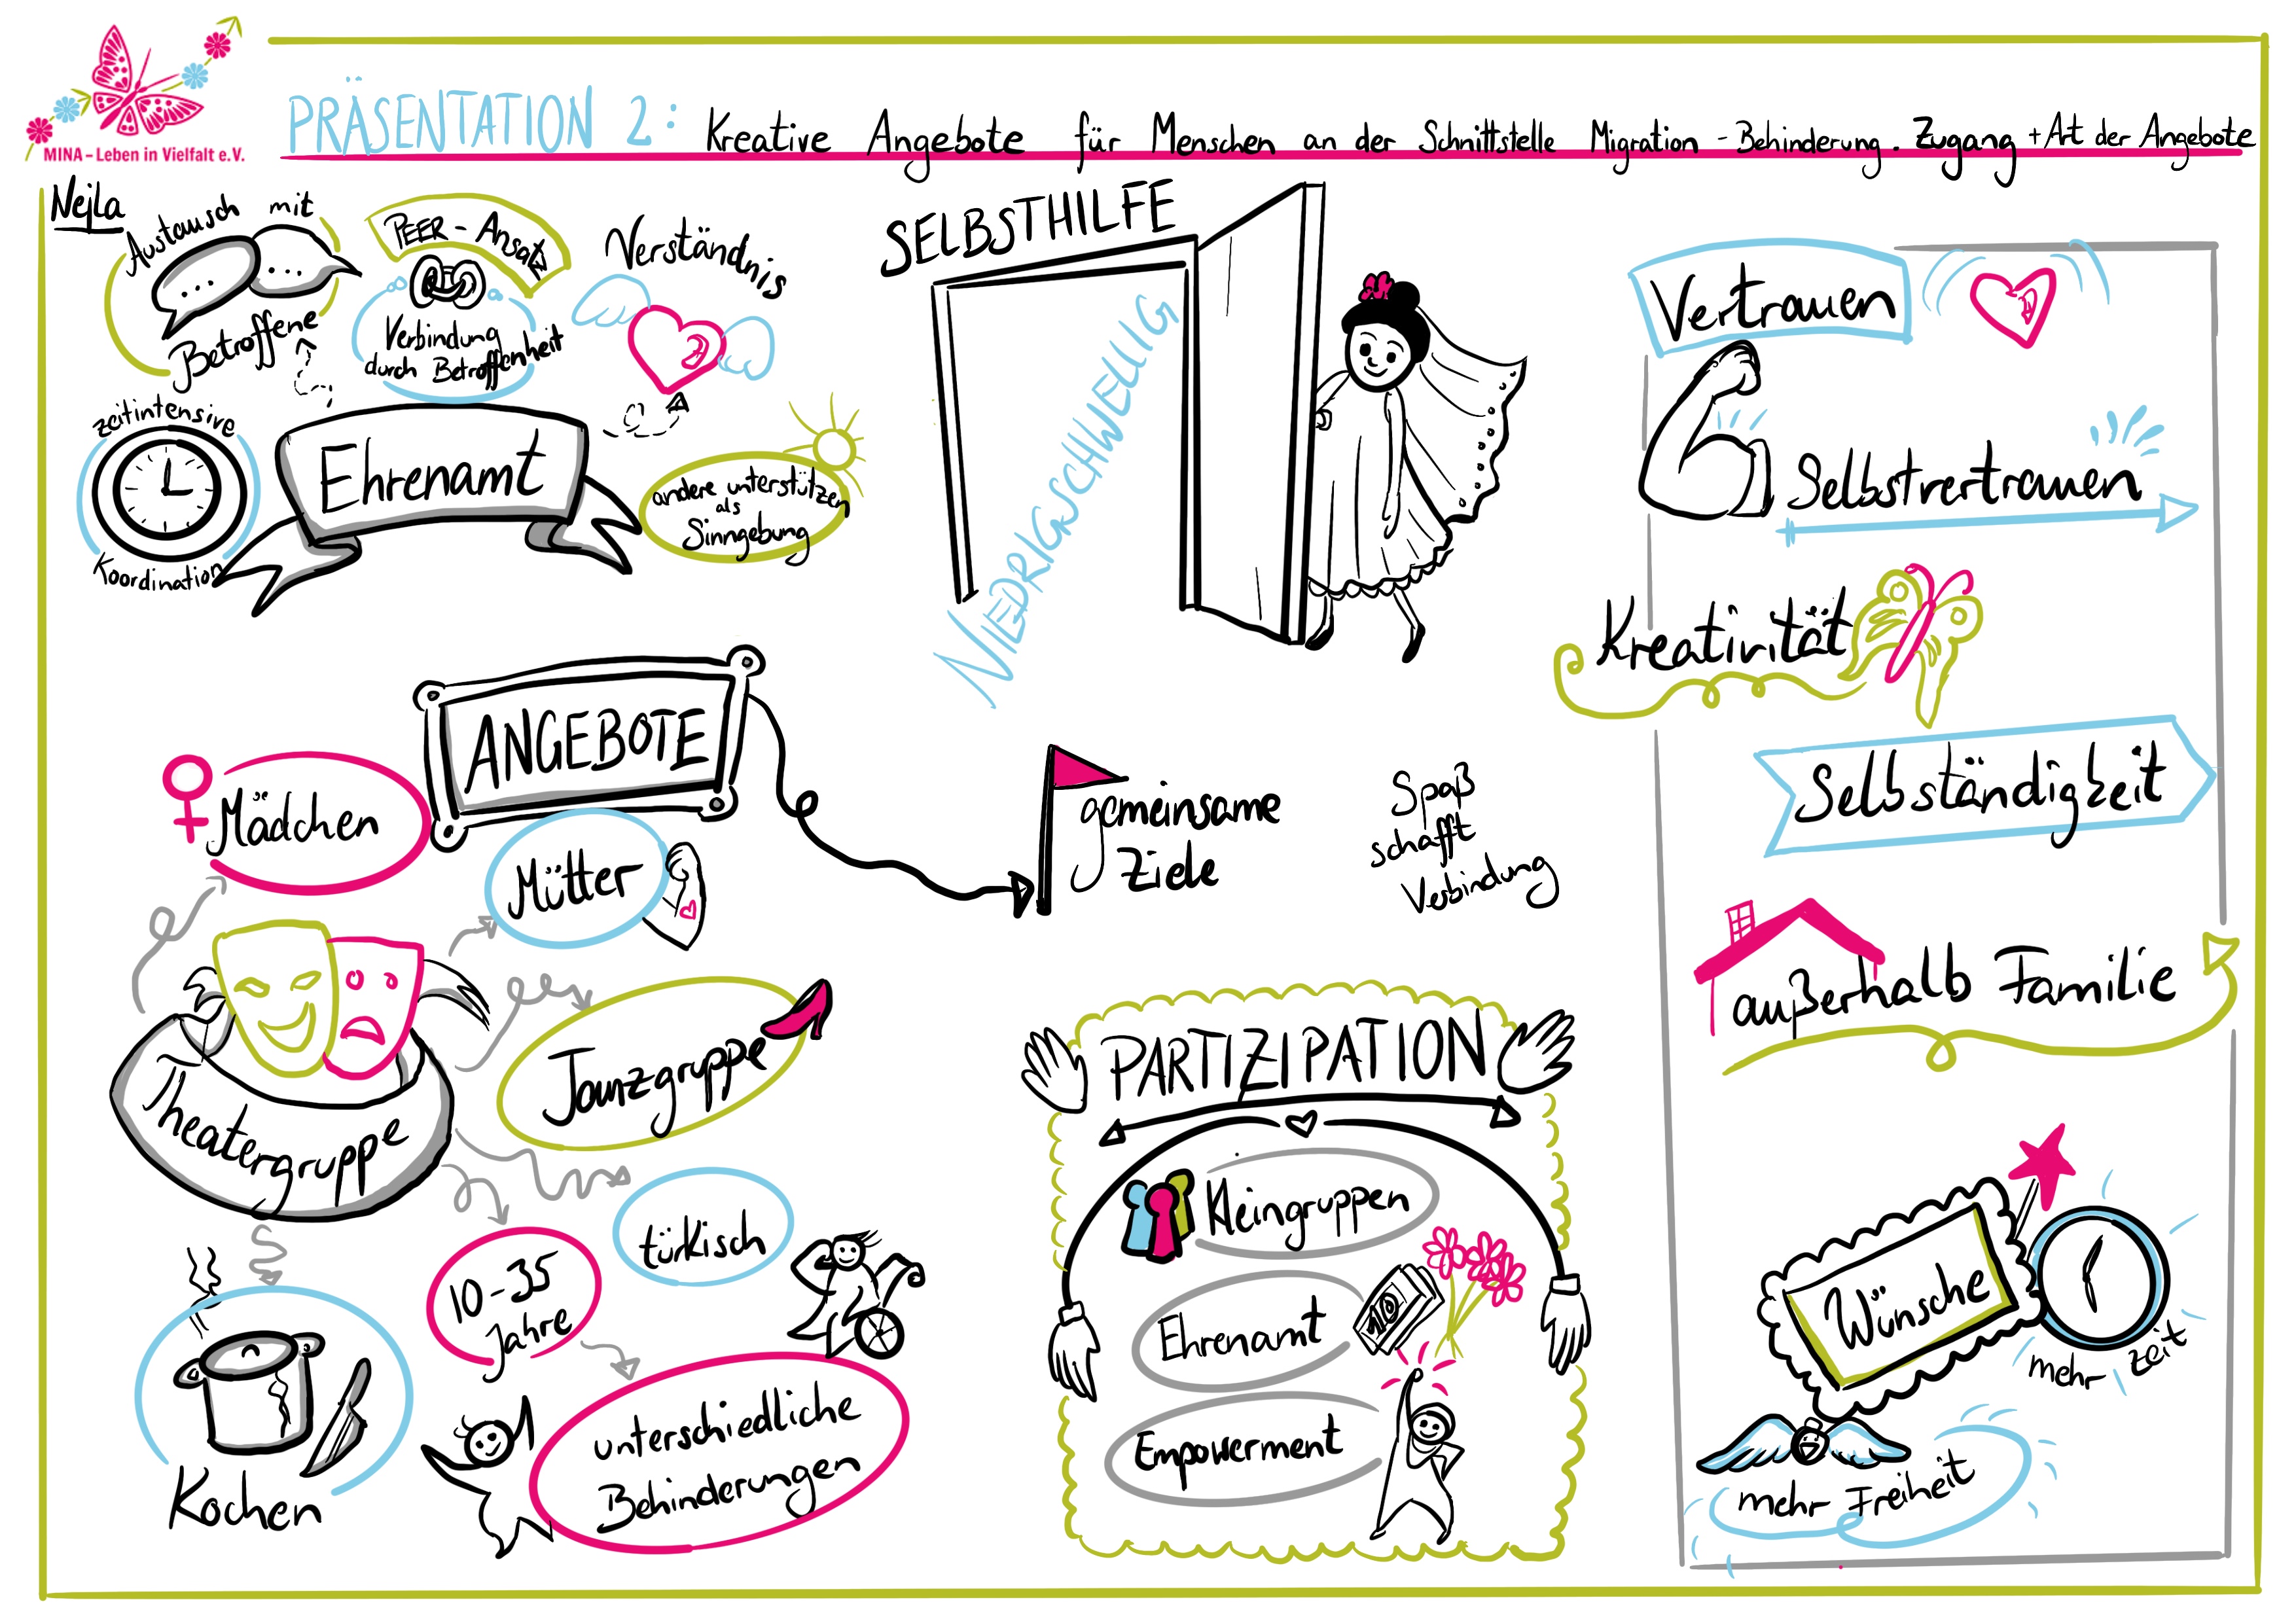 MINA – Leben in Vielfalt e.V.
PRÄSENTATION 2: Kreative Angebote für Menschen an der Schnittstelle Migration - Behinderung. Zugang + Art der Angebote
Nejla
Austausch mit
Betroffene
PEER - Ansatz
Verbindung
durch Betroffenheit
Verständnis
zeitintensive
Koordination
Ehrenamt
andere unterstützen
als
Sinngebung
SELBSTHILFE
NIEDRIGSCHWELLIG
ANGEBOTE
Mädchen
Mütter
Theatergruppe
Tanzgruppe
türkisch
10-35
Jahre
Kochen
unterschiedliche
Behinderungen
gemeinsame
Ziele
Spaß
schafft
Verbindung
PARTIZIPATION
Kleingruppen
Ehrenamt
10
Empowerment
Vertrauen
Selbstvertrauen
Kreativität
Selbständigkeit
außerhalb Familie
Wünsche
mehr Zeit
mehr Freiheit